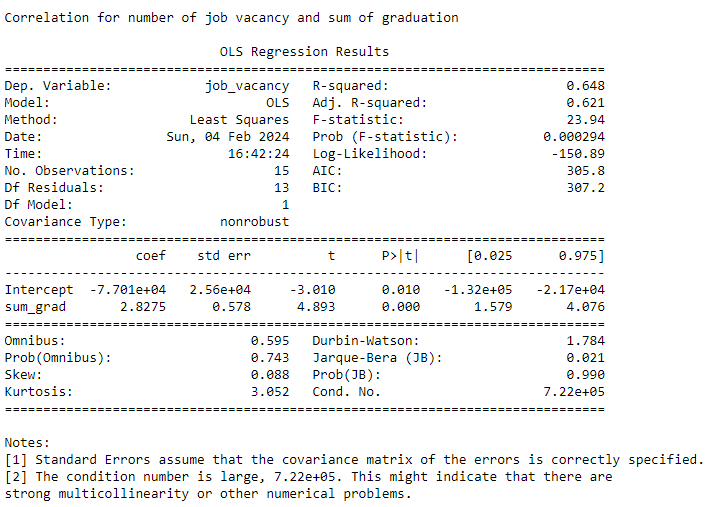 Correlation for number of job vacancy and sum of graduation
OLS Regression Results
==============================================================================
Dep. Variable:            job_vacancy   R-squared:                       0.648
Model:                            OLS   Adj. R-squared:                  0.621
Method:                 Least Squares   F-statistic:                     23.94
Date:                Sun, 04 Feb 2024   Prob (F-statistic):           0.000294
Time:                        16:42:24   Log-Likelihood:                -150.89
No. Observations:                  15   AIC:                             305.8
Df Residuals:                      13   BIC:                             307.2
Df Model:                           1
Covariance Type:            nonrobust
==============================================================================
                 coef    std err          t      P>|t|      [0.025      0.975]
------------------------------------------------------------------------------
Intercept  -7.701e+04   2.56e+04     -3.010      0.010   -1.32e+05   -2.17e+04
sum_grad       2.8275      0.578      4.893      0.000       1.579       4.076
==============================================================================
Omnibus:                        0.595   Durbin-Watson:                   1.784
Prob(Omnibus):                  0.743   Jarque-Bera (JB):                0.021
Skew:                           0.088   Prob(JB):                        0.990
Kurtosis:                       3.052   Cond. No.                     7.22e+05
==============================================================================
Notes:
[1] Standard Errors assume that the covariance matrix of the errors is correctly specified.
[2] The condition number is large, 7.22e+05. This might indicate that there are
strong multicollinearity or other numerical problems.